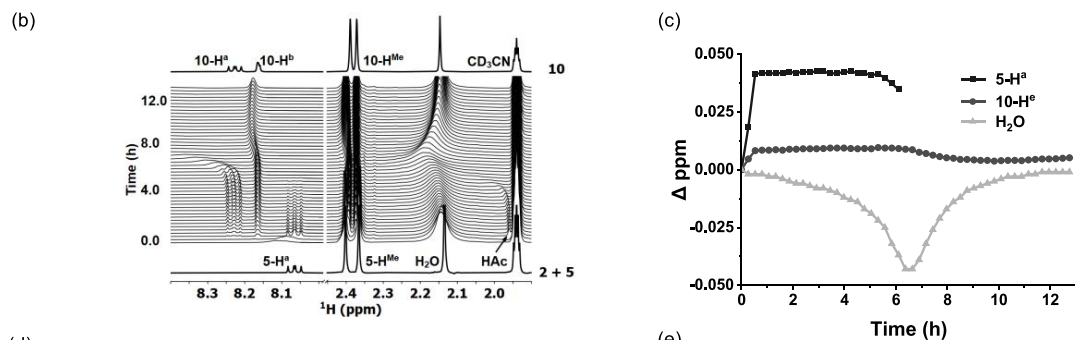 (b)
10-Hᵃ 10-Hᵇ 10-Hᴹᵉ CD₃CN 10
12.0
8.0
4.0
0.0
Time (h)
5-Hᵃ 5-Hᴹᵉ H₂O HAc 2 + 5
8.3 8.2 8.1 2.4 2.3 2.2 2.1 2.0
¹H (ppm)
(c)
0.050
0.025
0.000
-0.025
-0.050
Δ ppm
5-Hᵃ
10-Hᵉ
H₂O
0 2 4 6 8 10 12
Time (h)
(e)